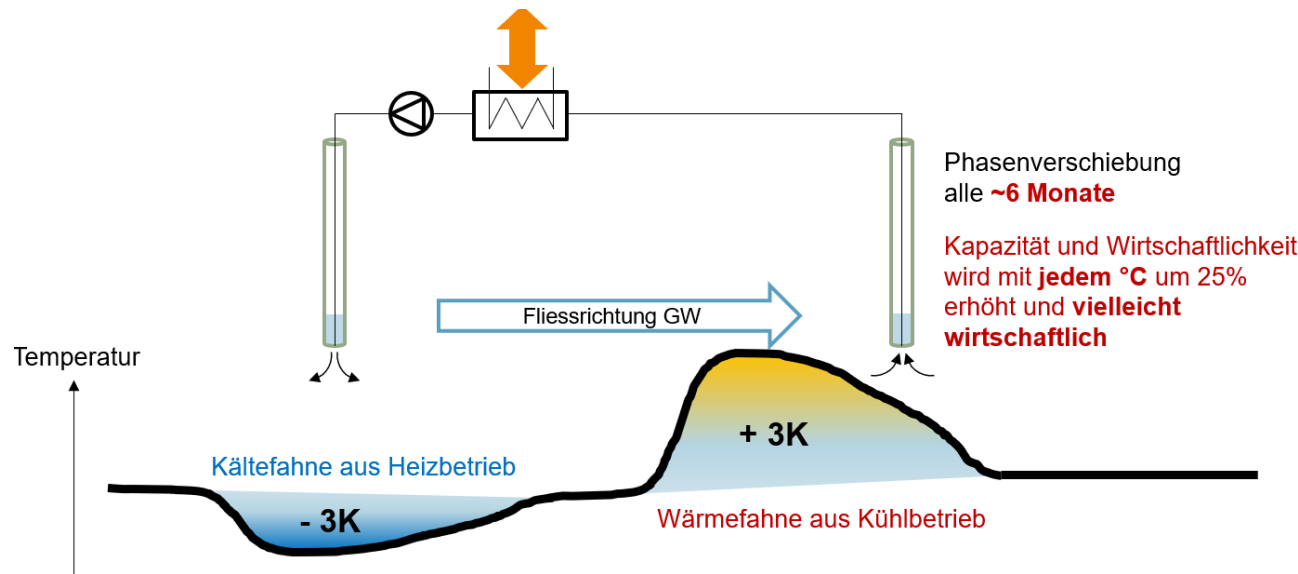 Phasenverschiebung
alle ~6 Monate
Kapazität und Wirtschaftlichkeit
wird mit jedem °C um 25%
erhöht und vielleicht
wirtschaftlich
Fliessrichtung GW
Temperatur
+ 3K
Kältefahne aus Heizbetrieb
- 3K
Wärmefahne aus Kühlbetrieb